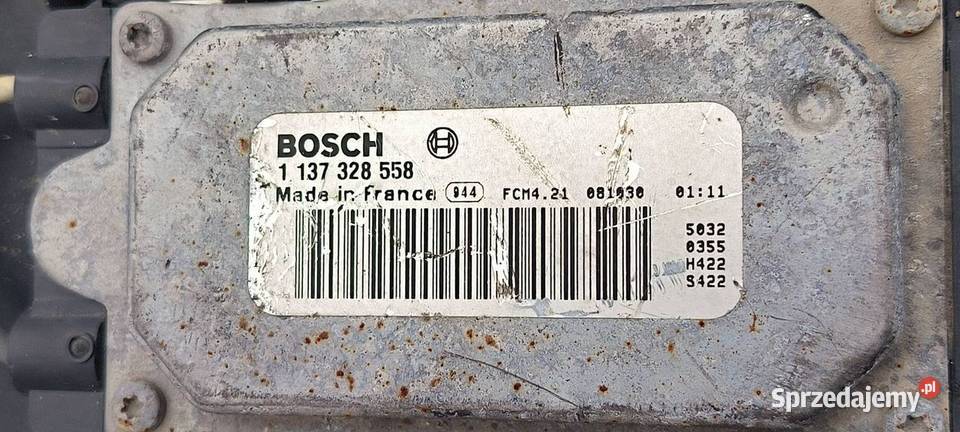 BOSCH
1 137 328 558
Made in France 944 FCM4.21 081030 01:11
5032
0355
H422
S422
Sprzedajemy.pl